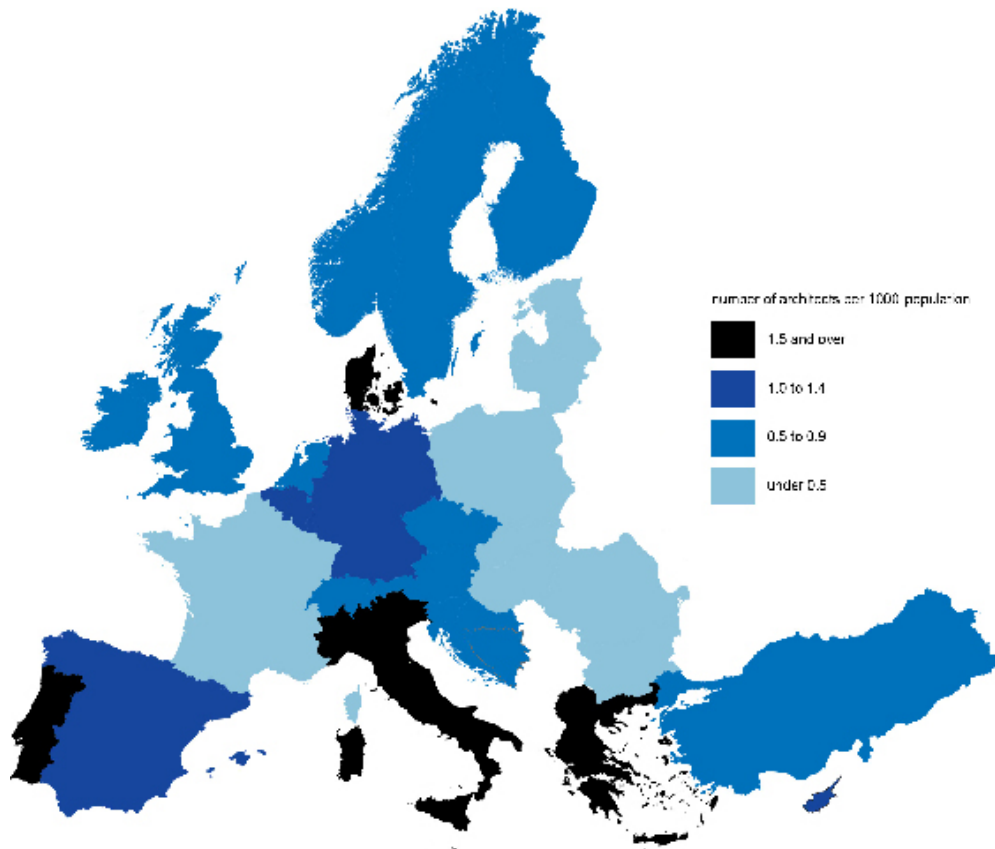 number of architects per 1000 population
1.5 and over
1.0 to 1.4
0.5 to 0.9
under 0.5